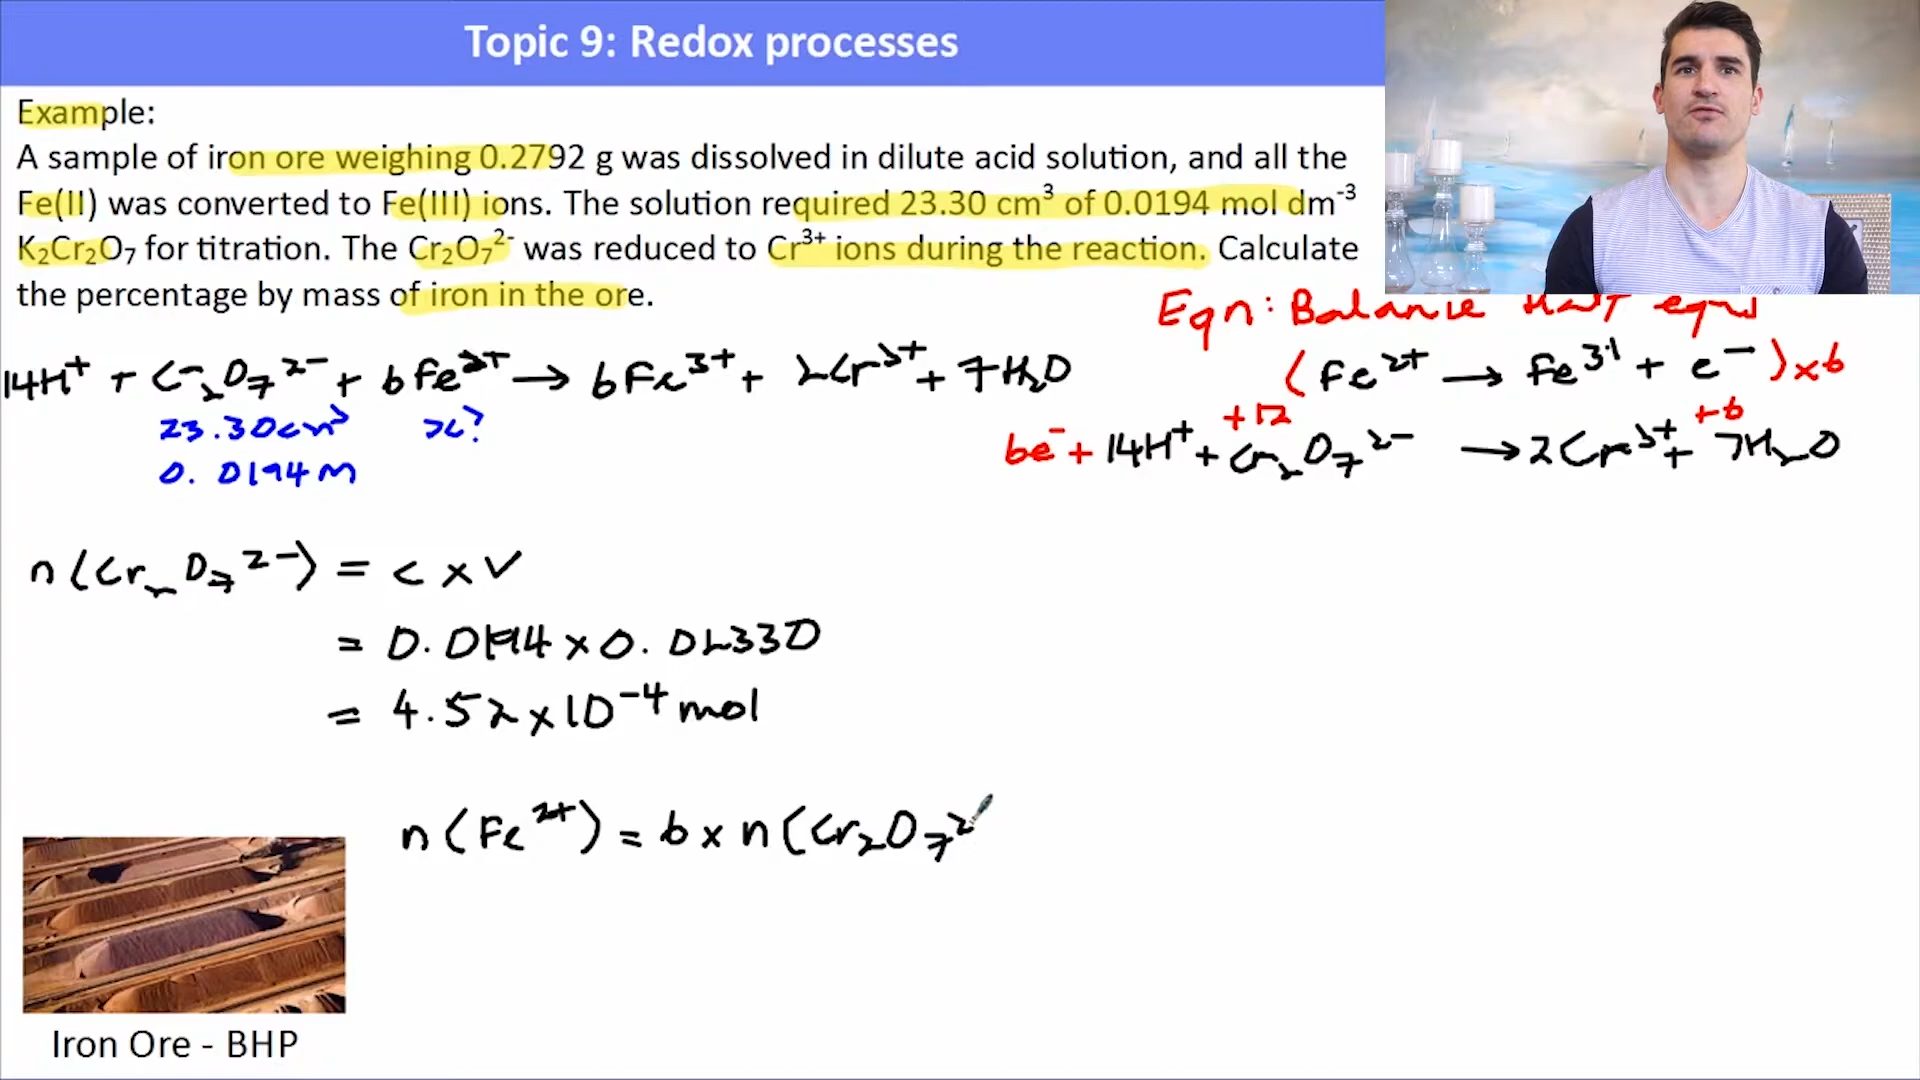 Topic 9: Redox processes
Example:
A sample of iron ore weighing 0.2792 g was dissolved in dilute acid solution, and all the
Fe(II) was converted to Fe(III) ions. The solution required 23.30 cm³ of 0.0194 mol dm⁻³
K₂Cr₂O₇ for titration. The Cr₂O₇²⁻ was reduced to Cr³⁺ ions during the reaction. Calculate
the percentage by mass of iron in the ore.
Eqn: Balance half eqns
14H⁺ + Cr₂O₇²⁻ + 6Fe²⁺ → 6Fe³⁺ + 2Cr³⁺ + 7H₂O
23.30cm³ x?
0.0194M
(Fe²⁺ → Fe³⁺ + e⁻) x6
+12 +6
6e⁻ + 14H⁺ + Cr₂O₇²⁻ → 2Cr³⁺ + 7H₂O
n(Cr₂O₇²⁻) = c x V
= 0.0194 x 0.02330
= 4.52 x 10⁻⁴ mol
n(Fe²⁺) = 6 x n(Cr₂O₇²
Iron Ore - BHP